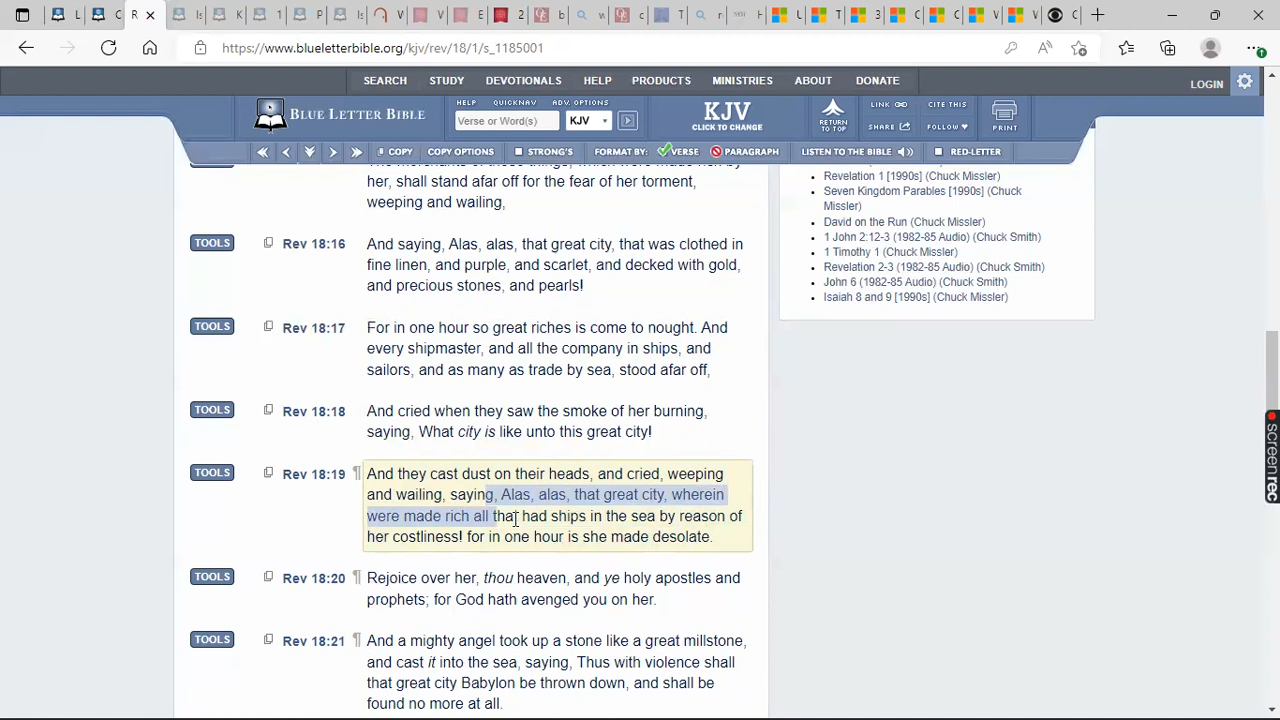 https://www.blueletterbible.org/kjv/rev/18/1/s_1185001
SEARCH STUDY DEVOTIONALS HELP PRODUCTS MINISTRIES ABOUT DONATE
LOGIN
BLUE LETTER BIBLE
HELP QUICKNAV ADV. OPTIONS
Verse or Word(s) KJV
KJV
CLICK TO CHANGE
RETURN
TO TOP
LINK CITE THIS
SHARE FOLLOW
PRINT
COPY COPY OPTIONS STRONG'S FORMAT BY: VERSE PARAGRAPH LISTEN TO THE BIBLE RED-LETTER
her, shall stand afar off for the fear of her torment,
weeping and wailing,
TOOLS Rev 18:16 And saying, Alas, alas, that great city, that was clothed in
fine linen, and purple, and scarlet, and decked with gold,
and precious stones, and pearls!
TOOLS Rev 18:17 For in one hour so great riches is come to nought. And
every shipmaster, and all the company in ships, and
sailors, and as many as trade by sea, stood afar off,
TOOLS Rev 18:18 And cried when they saw the smoke of her burning,
saying, What city is like unto this great city!
TOOLS Rev 18:19 ¶ And they cast dust on their heads, and cried, weeping
and wailing, saying, Alas, alas, that great city, wherein
were made rich all that had ships in the sea by reason of
her costliness! for in one hour is she made desolate.
TOOLS Rev 18:20 ¶ Rejoice over her, thou heaven, and ye holy apostles and
prophets; for God hath avenged you on her.
TOOLS Rev 18:21 ¶ And a mighty angel took up a stone like a great millstone,
and cast it into the sea, saying, Thus with violence shall
that great city Babylon be thrown down, and shall be
found no more at all.
• Revelation 1 [1990s] (Chuck Missler)
• Seven Kingdom Parables [1990s] (Chuck
Missler)
• David on the Run (Chuck Missler)
• 1 John 2:12-3 (1982-85 Audio) (Chuck Smith)
• 1 Timothy 1 (Chuck Missler)
• Revelation 2-3 (1982-85 Audio) (Chuck Smith)
• John 6 (1982-85 Audio) (Chuck Smith)
• Isaiah 8 and 9 [1990s] (Chuck Missler)
screenrec